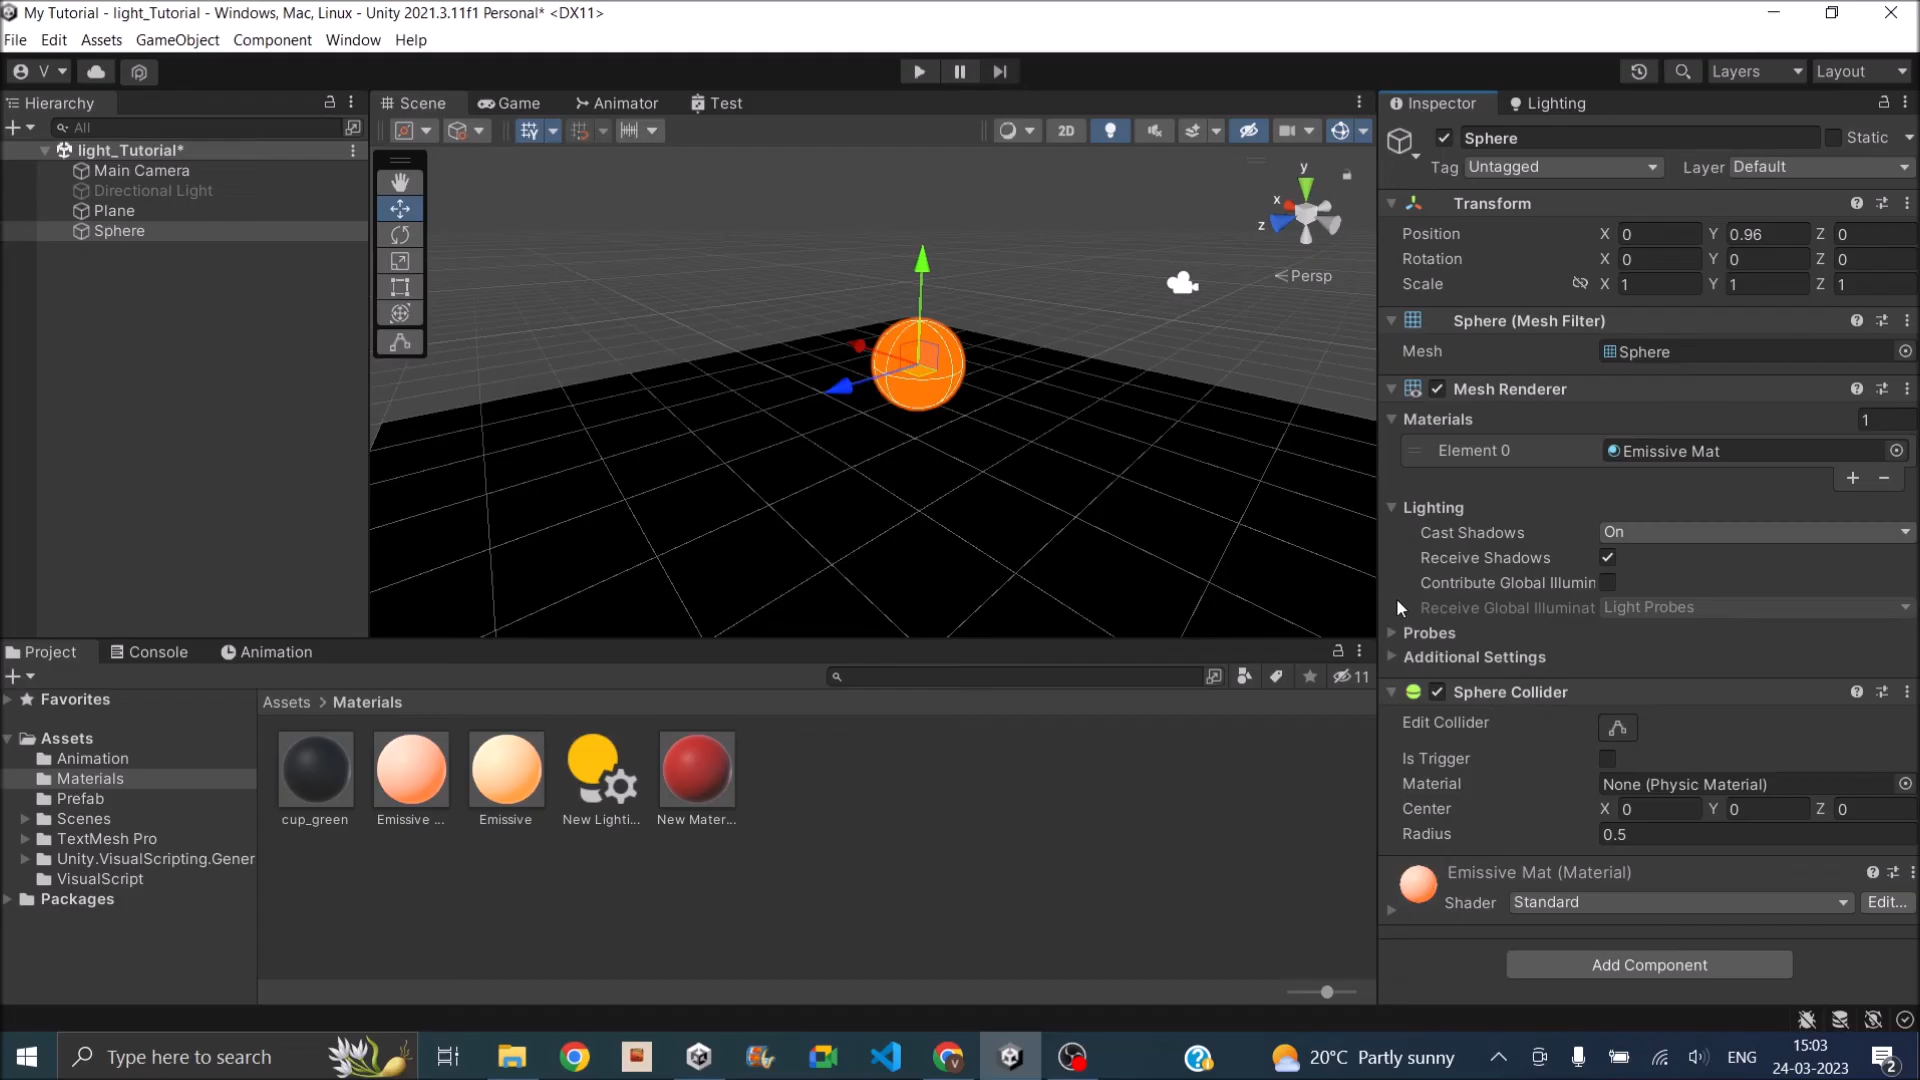 My Tutorial - light_Tutorial - Windows, Mac, Linux - Unity 2021.3.11f1 Personal* <DX11>
File Edit Assets GameObject Component Window Help
V Layers Layout
Hierarchy
All
light_Tutorial*
Main Camera
Directional Light
Plane
Sphere
Scene Game Animator Test
2D
y
x
z
Persp
Inspector Lighting
Sphere Static
Tag Untagged Layer Default
Transform
Position X 0 Y 0.96 Z 0
Rotation X 0 Y 0 Z 0
Scale X 1 Y 1 Z 1
Sphere (Mesh Filter)
Mesh Sphere
Mesh Renderer
Materials 1
Element 0 Emissive Mat
Lighting
Cast Shadows On
Receive Shadows
Contribute Global Illumin
Receive Global Illuminat Light Probes
Probes
Additional Settings
Sphere Collider
Edit Collider
Is Trigger
Material None (Physic Material)
Center X 0 Y 0 Z 0
Radius 0.5
Emissive Mat (Material)
Shader Standard Edit...
Add Component
Project Console Animation
11
Favorites
Assets
Animation
Materials
Prefab
Scenes
TextMesh Pro
Unity.VisualScripting.Gener
VisualScript
Packages
Assets > Materials
cup_green Emissive ... Emissive New Lighti... New Mater...
Type here to search
20°C Partly sunny
ENG
15:03
24-03-2023
2